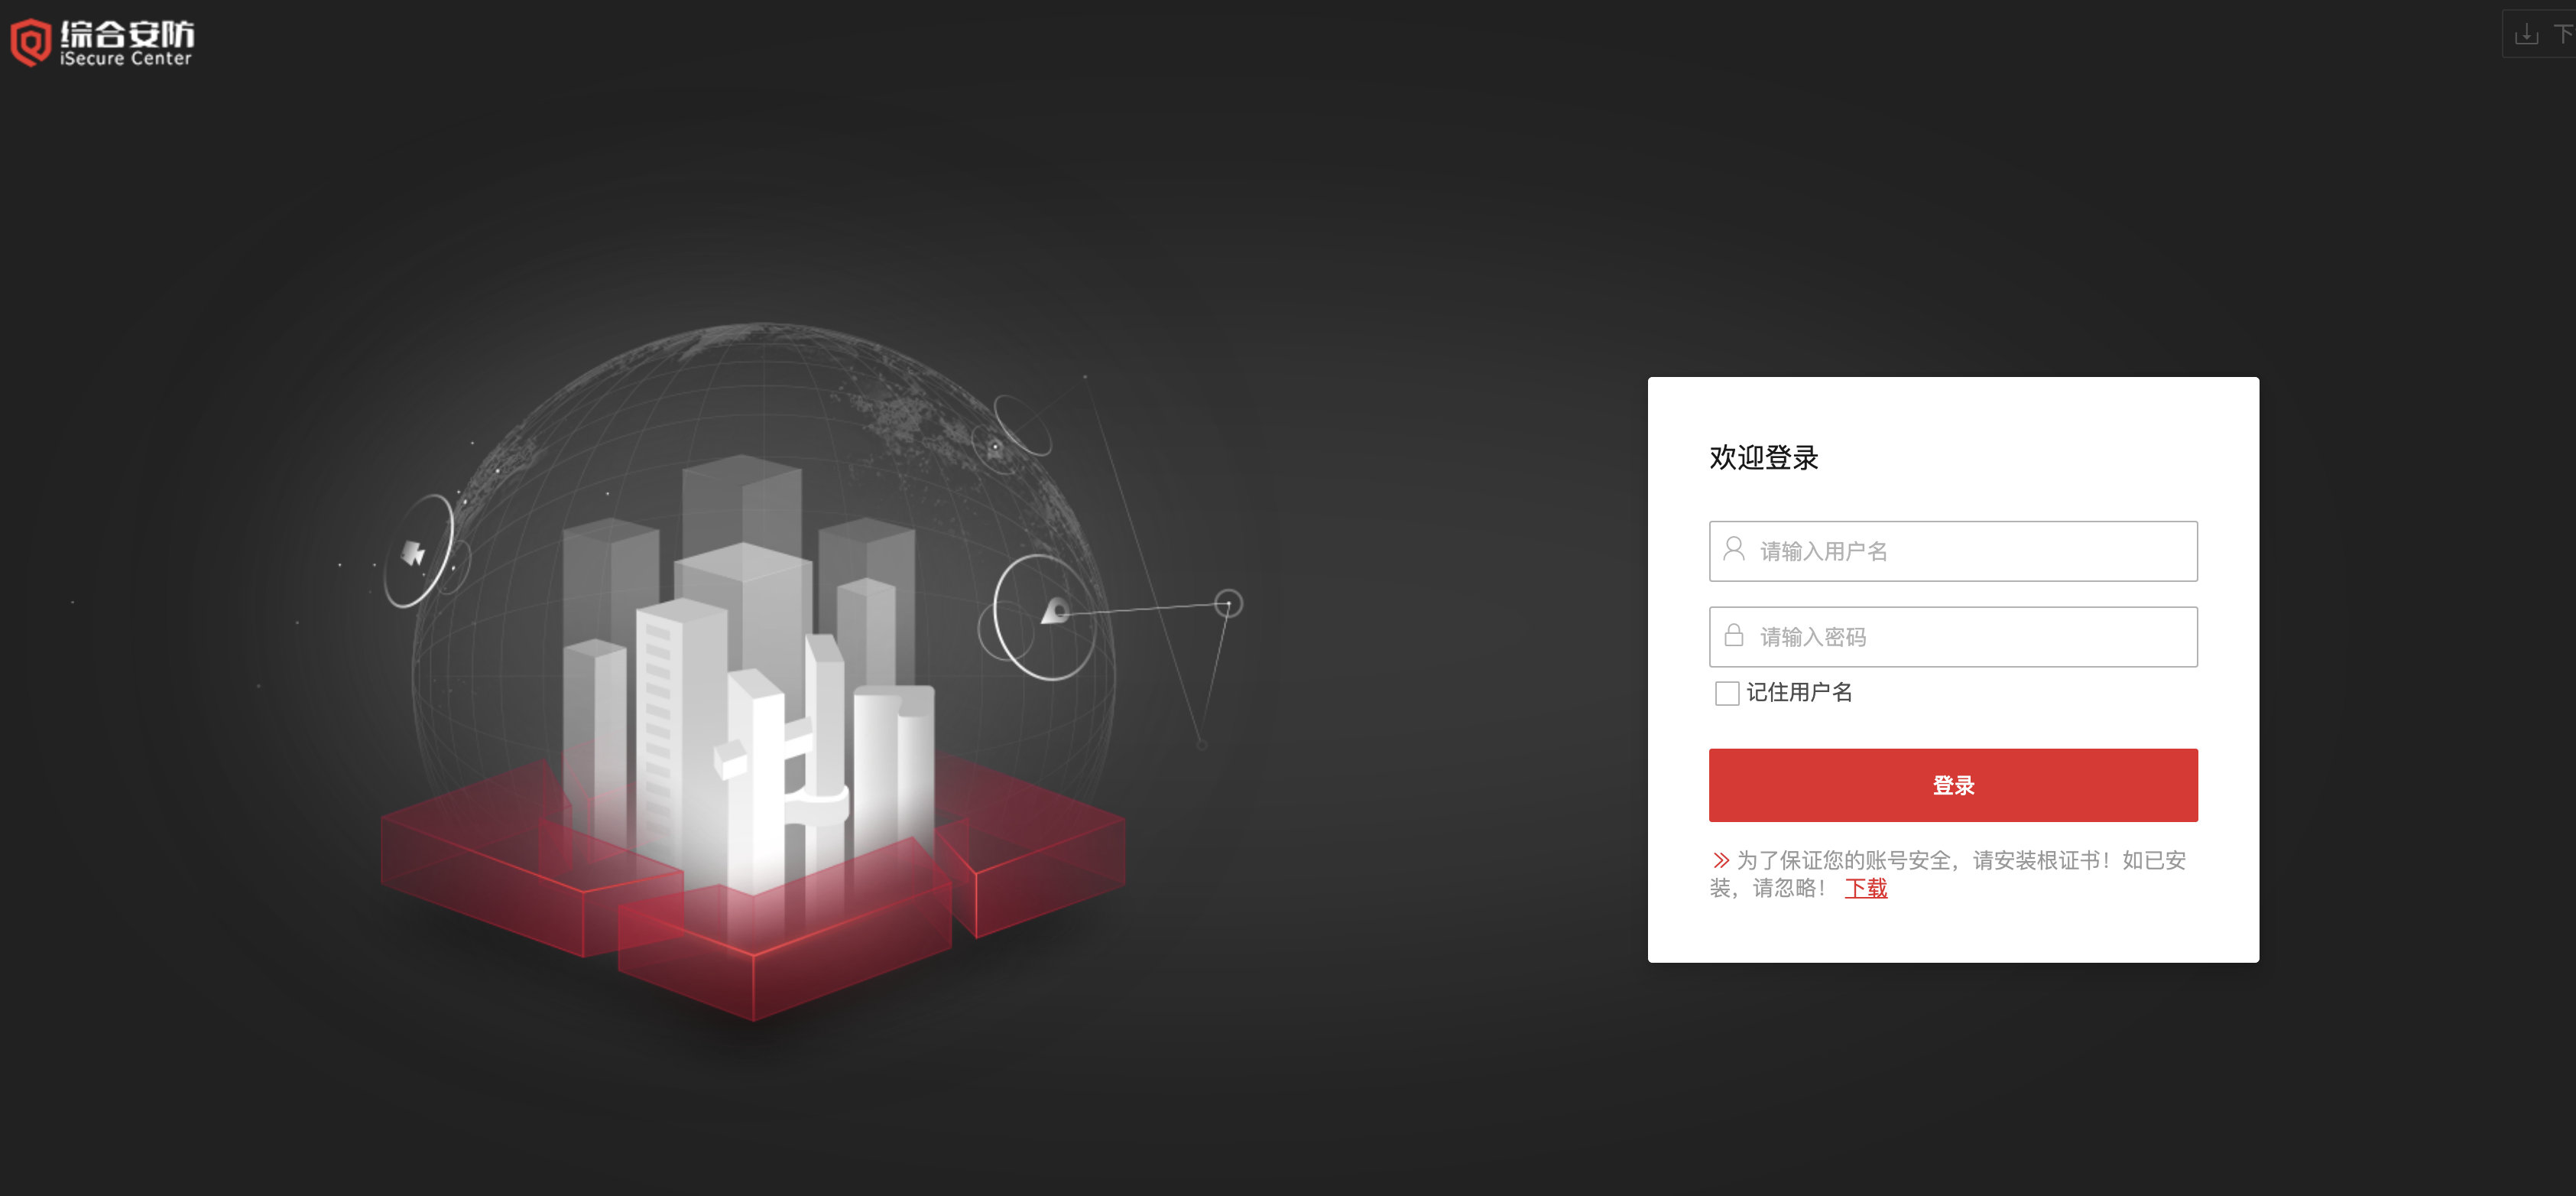 综合安防
iSecure Center
下
欢迎登录
请输入用户名
请输入密码
记住用户名
登录
为了保证您的账号安全，请安装根证书！如已安
装，请忽略！ 下载